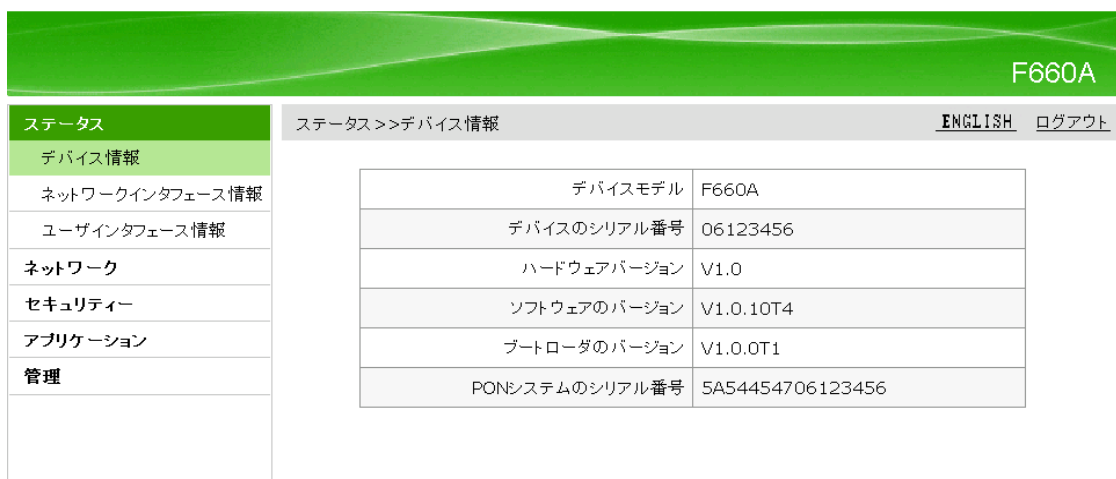 F660A
ステータス
ステータス>>デバイス情報
ENGLISH ログアウト
デバイス情報
ネットワークインタフェース情報
ユーザインタフェース情報
ネットワーク
セキュリティー
アプリケーション
管理
デバイスモデル F660A
デバイスのシリアル番号 06123456
ハードウェアバージョン V1.0
ソフトウェアのバージョン V1.0.10T4
ブートローダのバージョン V1.0.0T1
PONシステムのシリアル番号 5A54454706123456